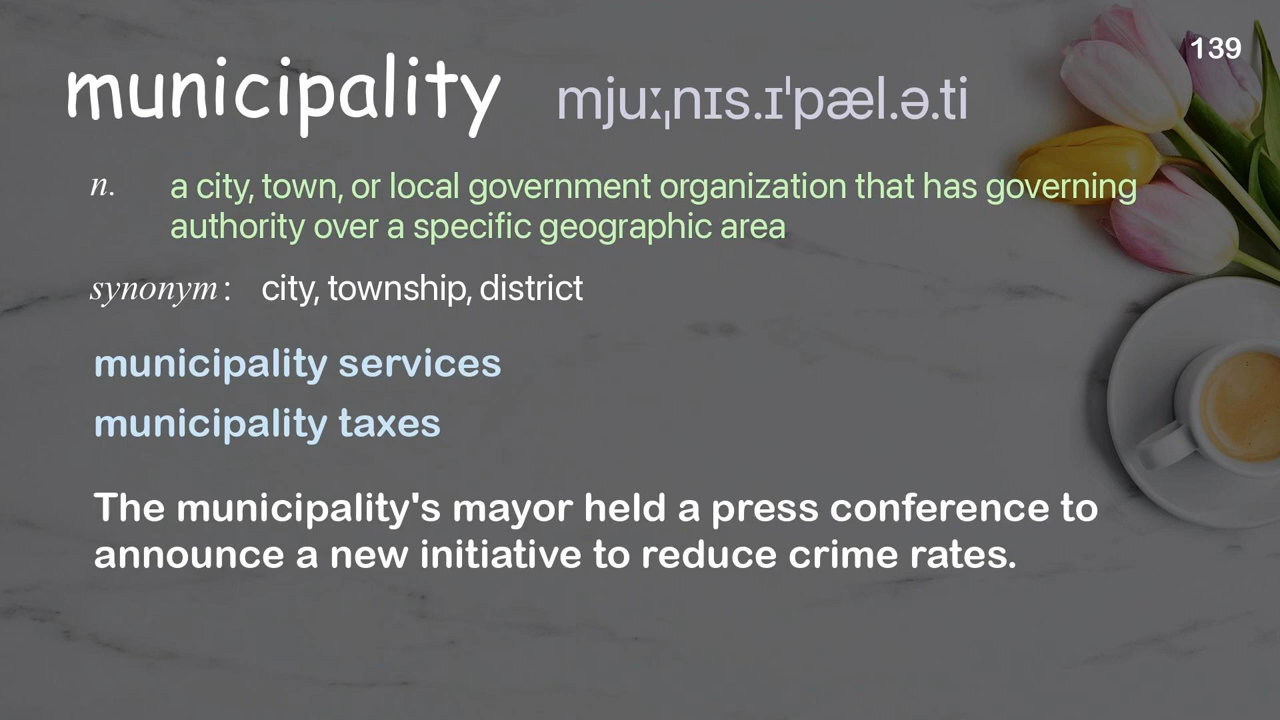 139
municipality mjuːˌnɪs.ɪˈpæl.ə.ti
n. a city, town, or local government organization that has governing
authority over a specific geographic area
synonym: city, township, district
municipality services
municipality taxes
The municipality's mayor held a press conference to
announce a new initiative to reduce crime rates.